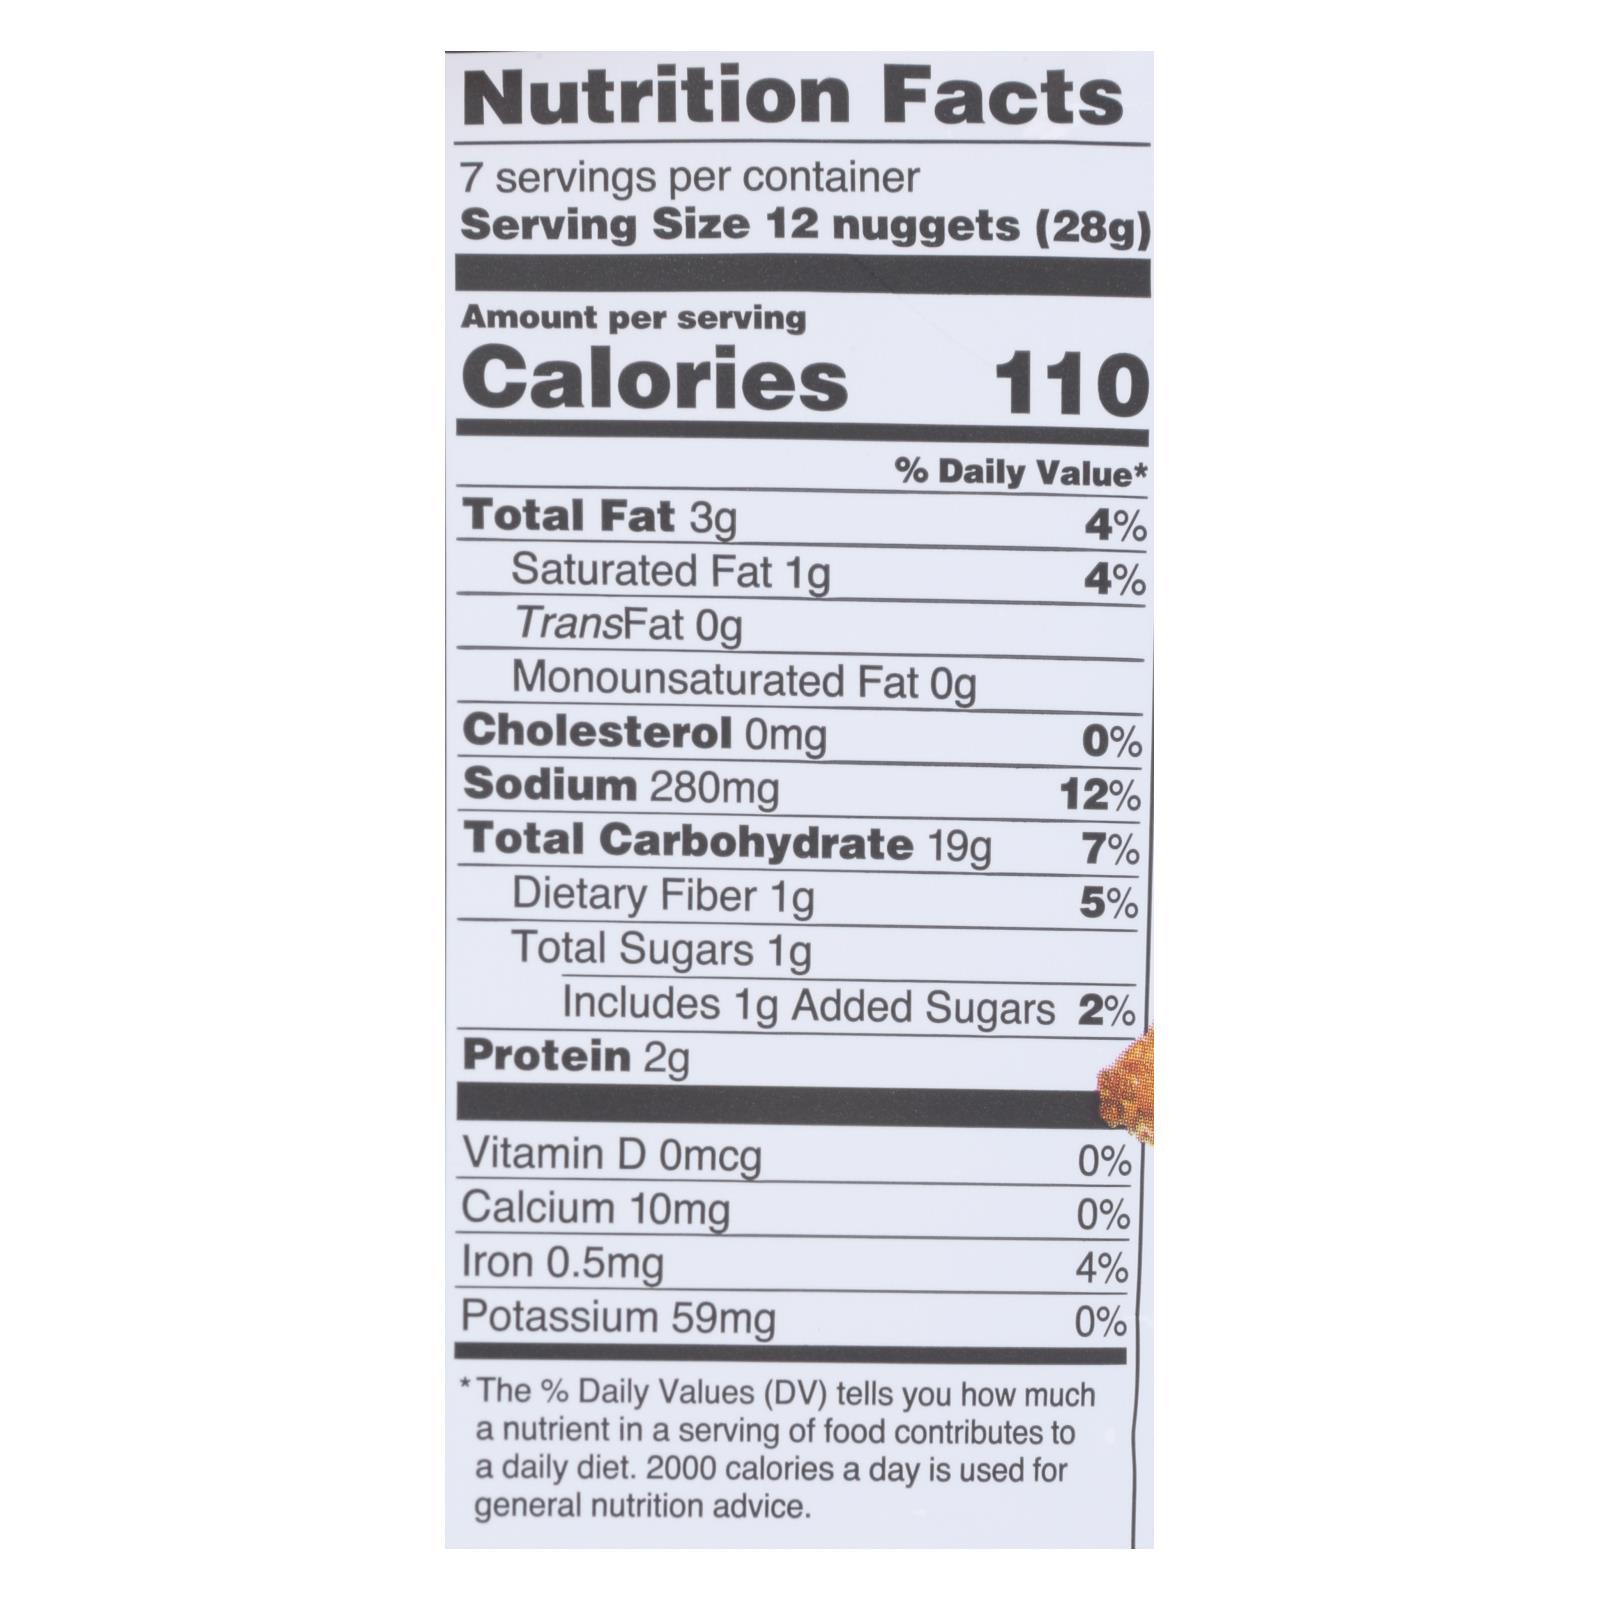 Nutrition Facts
7 servings per container
Serving Size 12 nuggets (28g)
Amount per serving
Calories 110
% Daily Value*
Total Fat 3g 4%
Saturated Fat 1g 4%
TransFat 0g
Monounsaturated Fat 0g
Cholesterol 0mg 0%
Sodium 280mg 12%
Total Carbohydrate 19g 7%
Dietary Fiber 1g 5%
Total Sugars 1g
Includes 1g Added Sugars 2%
Protein 2g
Vitamin D 0mcg 0%
Calcium 10mg 0%
Iron 0.5mg 4%
Potassium 59mg 0%
* The % Daily Values (DV) tells you how much
a nutrient in a serving of food contributes to
a daily diet. 2000 calories a day is used for
general nutrition advice.